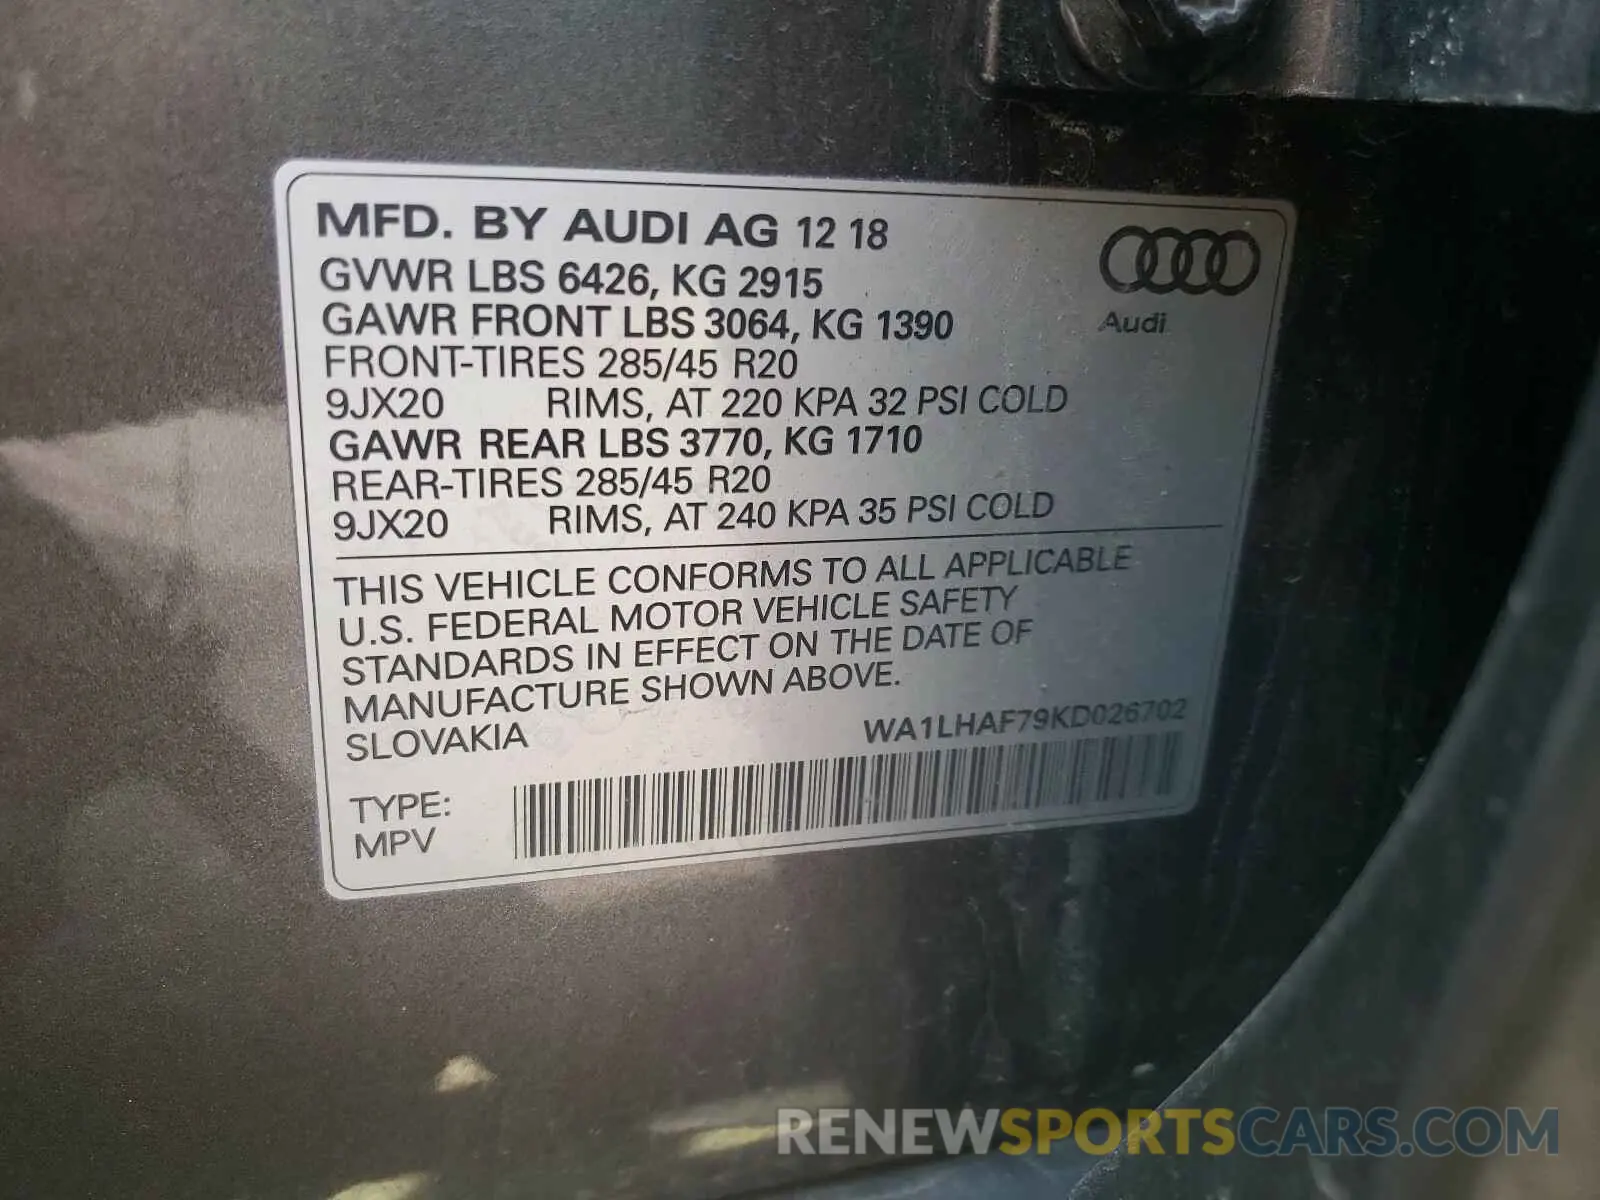 MFD. BY AUDI AG 12 18
GVWR LBS 6426, KG 2915
GAWR FRONT LBS 3064, KG 1390
FRONT-TIRES 285/45 R20
9JX20 RIMS, AT 220 KPA 32 PSI COLD
GAWR REAR LBS 3770, KG 1710
REAR-TIRES 285/45 R20
9JX20 RIMS, AT 240 KPA 35 PSI COLD
Audi
THIS VEHICLE CONFORMS TO ALL APPLICABLE
U.S. FEDERAL MOTOR VEHICLE SAFETY
STANDARDS IN EFFECT ON THE DATE OF
MANUFACTURE SHOWN ABOVE.
SLOVAKIA WA1LHAF79KD026702
TYPE:
MPV
RENEWSPORTSCARS.COM